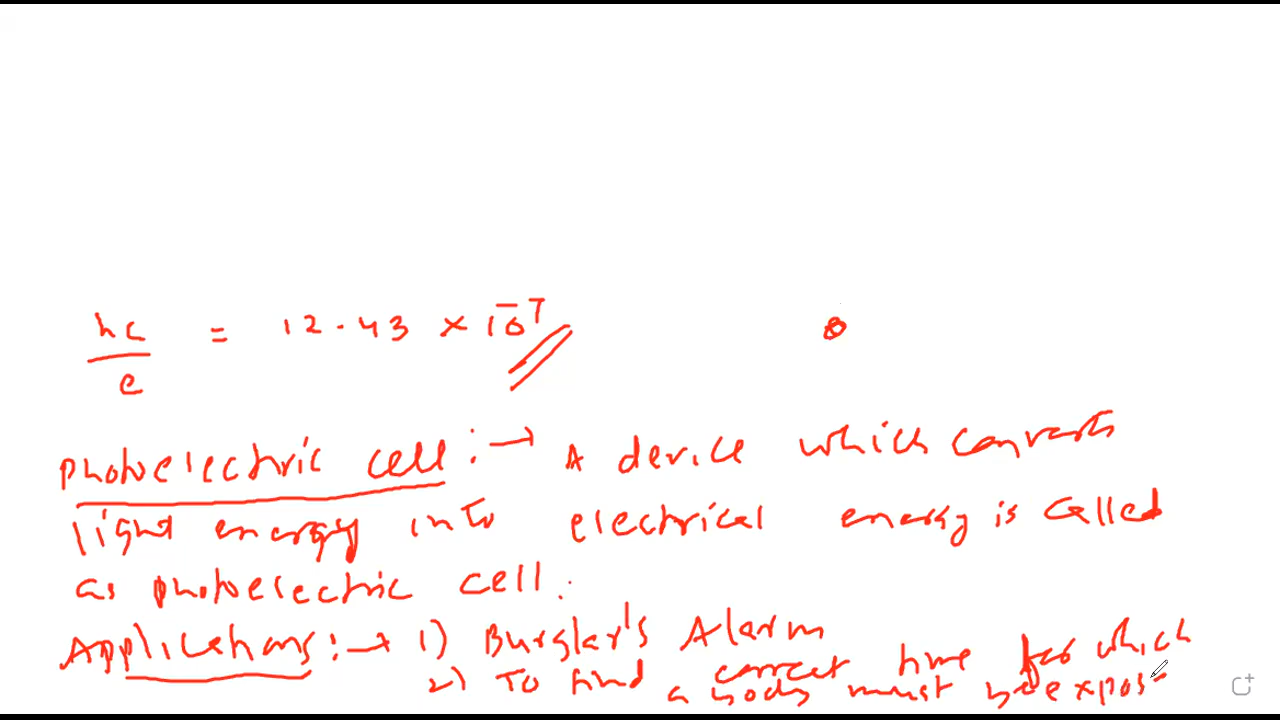 hc/e = 12.43 × 10⁻⁷
photoelectric cell :→ A device which converts
light energy into electrical energy is called
as photoelectric cell.
Applications :→ 1) Burglar's Alarm
2) To find correct time for which
a body must be expos